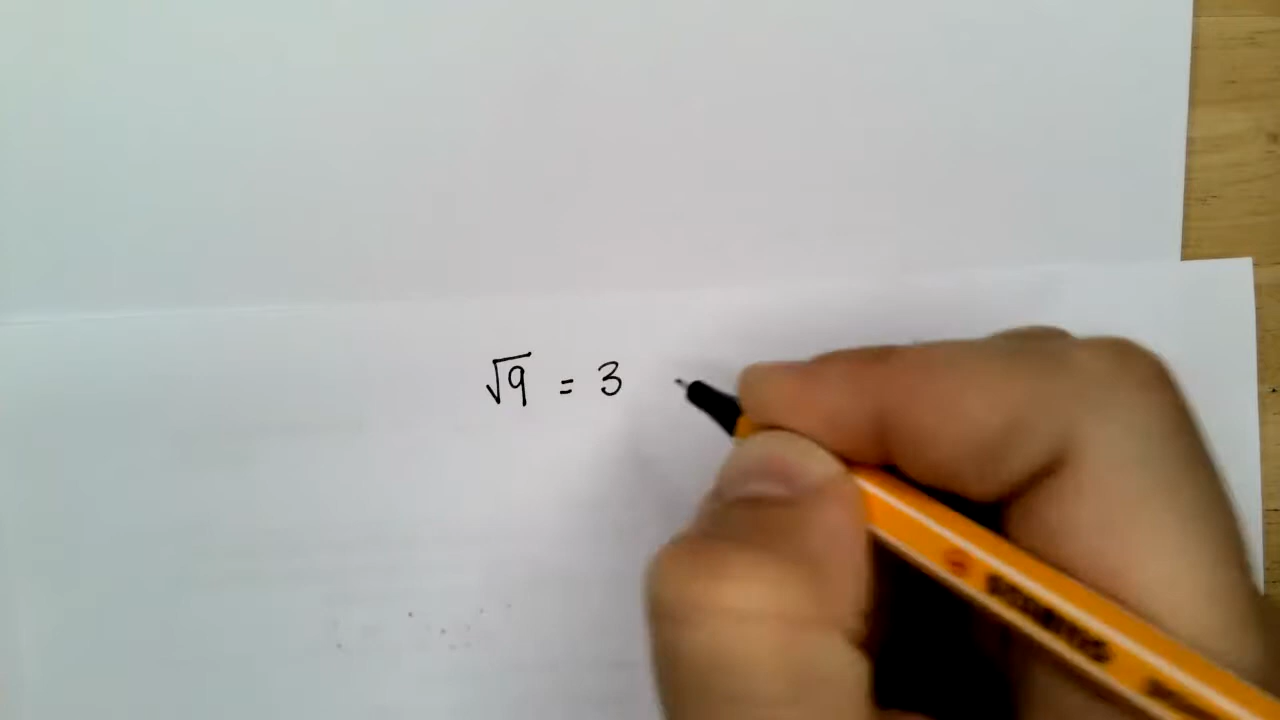 √9 = 3